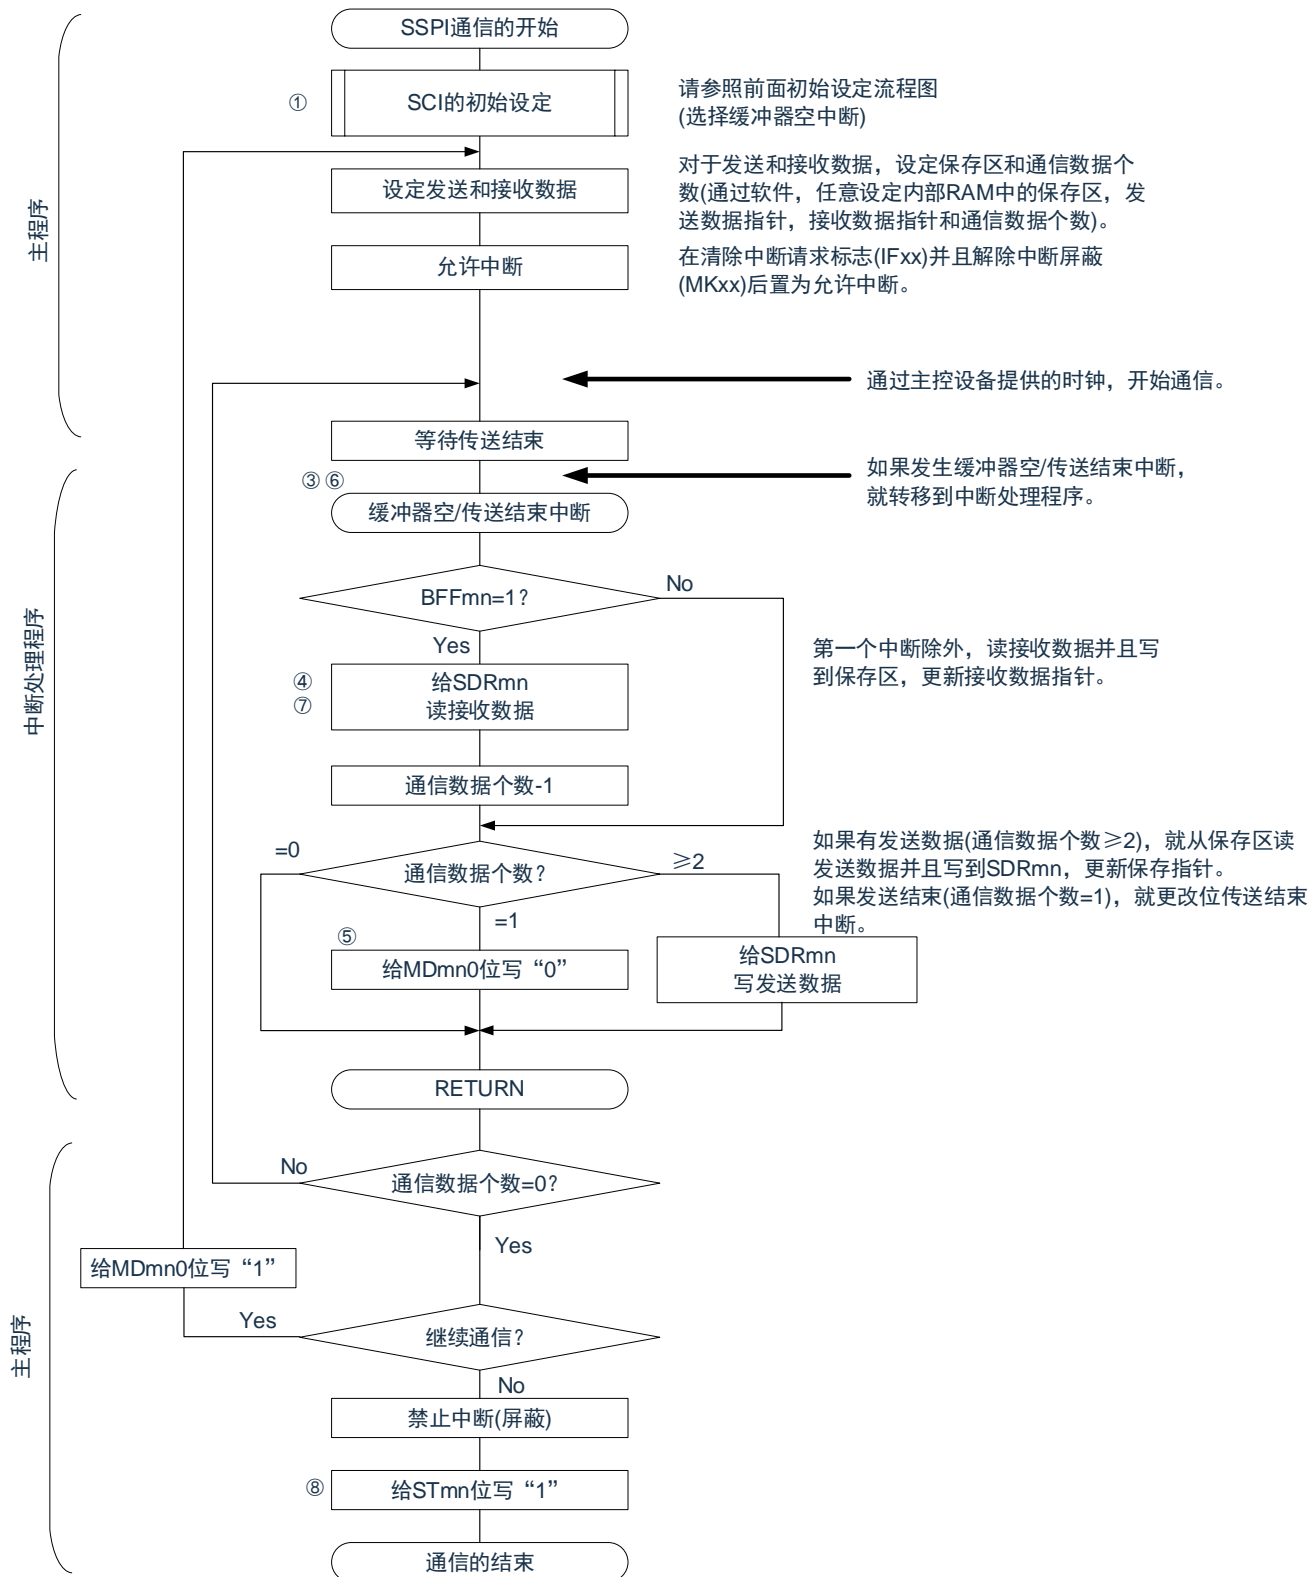 SSPI通信的开始
①
SCI的初始设定
请参照前面初始设定流程图
(选择缓冲器空中断)
设定发送和接收数据
对于发送和接收数据，设定保存区和通信数据个
数(通过软件，任意设定内部RAM中的保存区，发
送数据指针，接收数据指针和通信数据个数)。
主程序
允许中断
在清除中断请求标志(IFxx)并且解除中断屏蔽
(MKxx)后置为允许中断。
通过主控设备提供的时钟，开始通信。
等待传送结束
③⑥
如果发生缓冲器空/传送结束中断，
就转移到中断处理程序。
缓冲器空/传送结束中断
BFFmn=1?
No
Yes
中断处理程序
第一个中断除外，读接收数据并且写
到保存区，更新接收数据指针。
④
⑦
给SDRmn
读接收数据
通信数据个数-1
=0
通信数据个数？
≥2
=1
如果有发送数据(通信数据个数≥2)，就从保存区读
发送数据并且写到SDRmn，更新保存指针。
如果发送结束(通信数据个数=1)，就更改位传送结束
中断。
⑤
给MDmn0位写“0”
给SDRmn
写发送数据
RETURN
No
通信数据个数=0?
Yes
给MDmn0位写“1”
主程序
Yes
继续通信？
No
禁止中断(屏蔽)
⑧
给STmn位写“1”
通信的结束